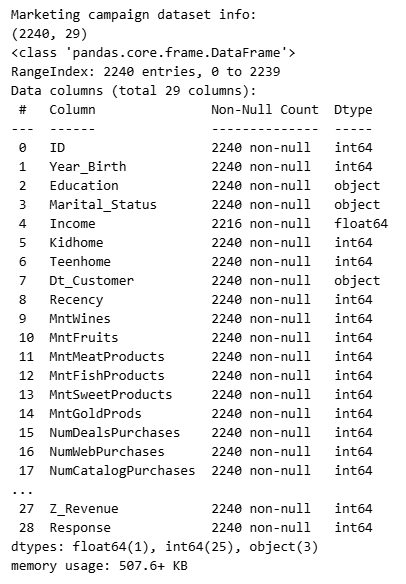 Marketing campaign dataset info:
(2240, 29)
<class 'pandas.core.frame.DataFrame'>
RangeIndex: 2240 entries, 0 to 2239
Data columns (total 29 columns):
 #   Column               Non-Null Count  Dtype
---  ------               --------------  -----
 0   ID                   2240 non-null   int64
 1   Year_Birth           2240 non-null   int64
 2   Education            2240 non-null   object
 3   Marital_Status       2240 non-null   object
 4   Income               2216 non-null   float64
 5   Kidhome              2240 non-null   int64
 6   Teenhome             2240 non-null   int64
 7   Dt_Customer          2240 non-null   object
 8   Recency              2240 non-null   int64
 9   MntWines             2240 non-null   int64
 10  MntFruits            2240 non-null   int64
 11  MntMeatProducts      2240 non-null   int64
 12  MntFishProducts      2240 non-null   int64
 13  MntSweetProducts     2240 non-null   int64
 14  MntGoldProds         2240 non-null   int64
 15  NumDealsPurchases    2240 non-null   int64
 16  NumWebPurchases      2240 non-null   int64
 17  NumCatalogPurchases  2240 non-null   int64
...
 27  Z_Revenue            2240 non-null   int64
 28  Response             2240 non-null   int64
dtypes: float64(1), int64(25), object(3)
memory usage: 507.6+ KB